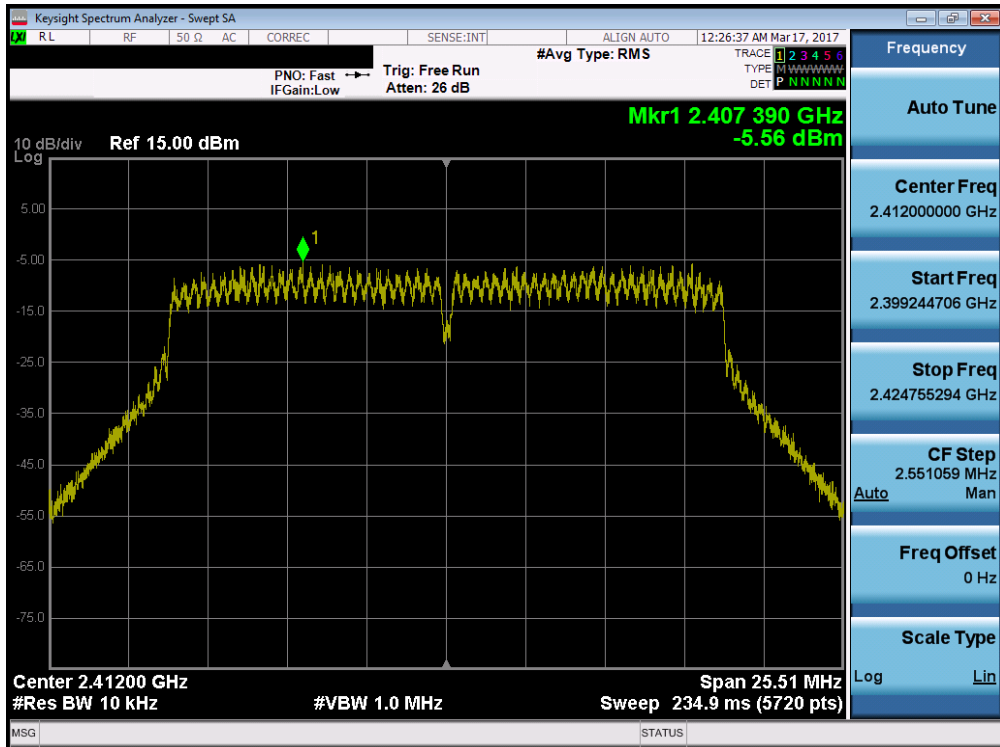 Keysight Spectrum Analyzer - Swept SA
LXI RL RF 50 Ω AC CORREC SENSE:INT ALIGN AUTO 12:26:37 AM Mar 17, 2017
#Avg Type: RMS
TRACE 1 2 3 4 5 6
TYPE M WWWWW
DET P N N N N N
PNO: Fast
IFGain:Low
Trig: Free Run
Atten: 26 dB
Mkr1 2.407 390 GHz
-5.56 dBm
10 dB/div
Log
Ref 15.00 dBm
1
5.00
-5.00
-15.0
-25.0
-35.0
-45.0
-55.0
-65.0
-75.0
Center 2.41200 GHz
Span 25.51 MHz
#Res BW 10 kHz
#VBW 1.0 MHz
Sweep 234.9 ms (5720 pts)
MSG
STATUS
Frequency
Auto Tune
Center Freq
2.412000000 GHz
Start Freq
2.399244706 GHz
Stop Freq
2.424755294 GHz
CF Step
2.551059 MHz
Auto Man
Freq Offset
0 Hz
Scale Type
Log Lin